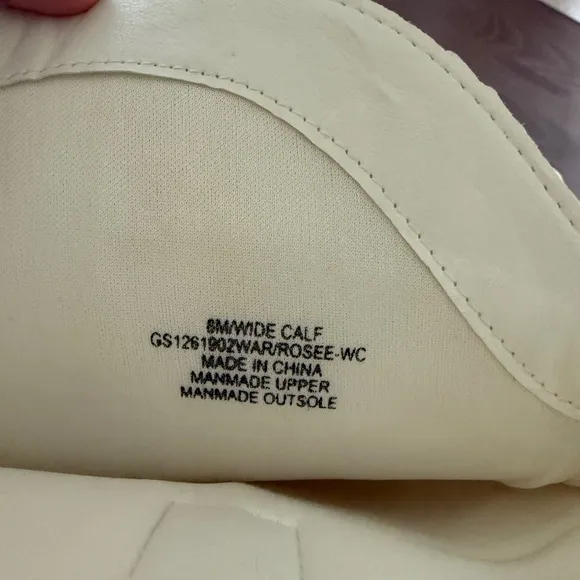 8M/WIDE CALF
GS1261902WAR/ROSEE-WC
MADE IN CHINA
MANMADE UPPER
MANMADE OUTSOLE